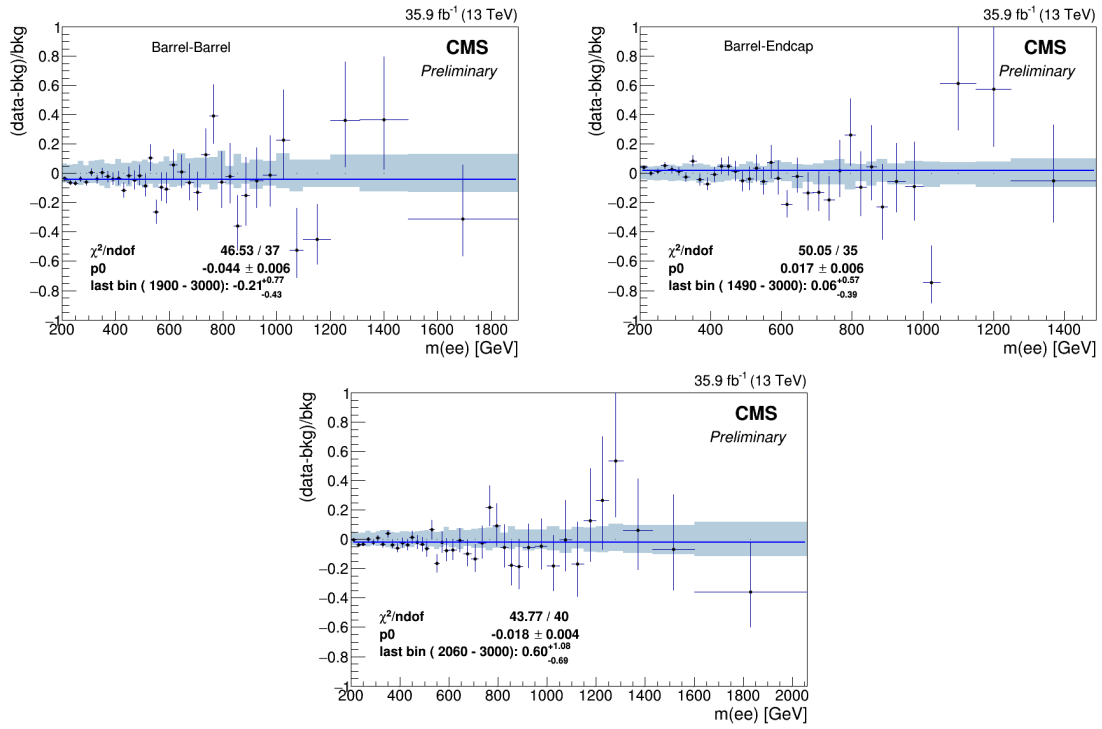 35.9 fb⁻¹ (13 TeV)
(data-bkg)/bkg
1
0.8
0.6
0.4
0.2
0
−0.2
−0.4
−0.6
−0.8
−1
Barrel-Barrel
CMS
Preliminary
χ²/ndof 46.53 / 37
p0 -0.044 ± 0.006
last bin ( 1900 - 3000): -0.21 +0.77 -0.43
200 400 600 800 1000 1200 1400 1600 1800
m(ee) [GeV]
35.9 fb⁻¹ (13 TeV)
(data-bkg)/bkg
1
0.8
0.6
0.4
0.2
0
−0.2
−0.4
−0.6
−0.8
−1
Barrel-Endcap
CMS
Preliminary
χ²/ndof 50.05 / 35
p0 0.017 ± 0.006
last bin ( 1490 - 3000): 0.06 +0.57 -0.39
200 400 600 800 1000 1200 1400
m(ee) [GeV]
35.9 fb⁻¹ (13 TeV)
(data-bkg)/bkg
1
0.8
0.6
0.4
0.2
0
−0.2
−0.4
−0.6
−0.8
−1
CMS
Preliminary
χ²/ndof 43.77 / 40
p0 -0.018 ± 0.004
last bin ( 2060 - 3000): 0.60 +1.08 -0.69
200 400 600 800 1000 1200 1400 1600 1800 2000
m(ee) [GeV]